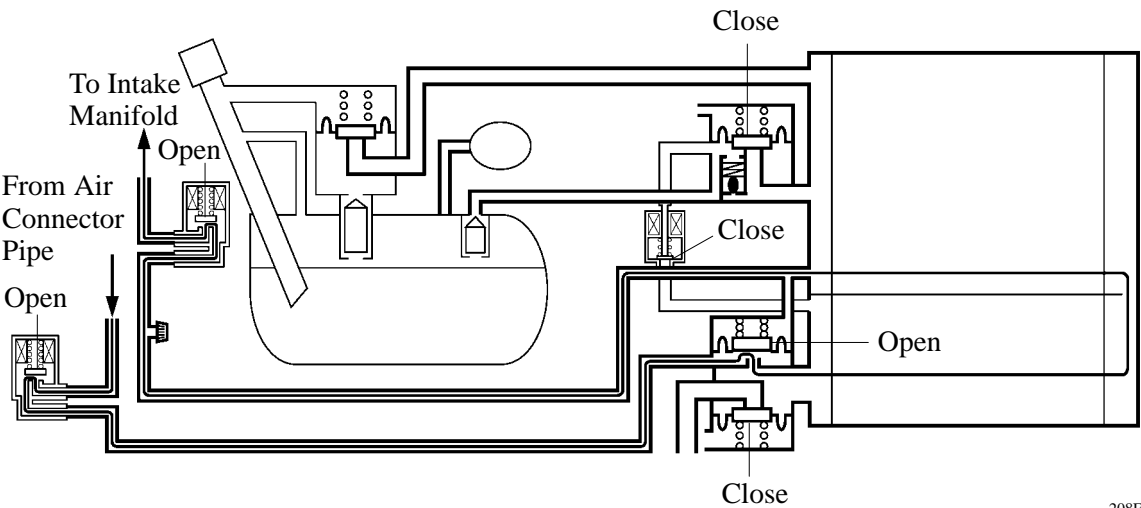 Close
To Intake
Manifold
Open
From Air
Connector
Pipe
Close
Open
Open
Close